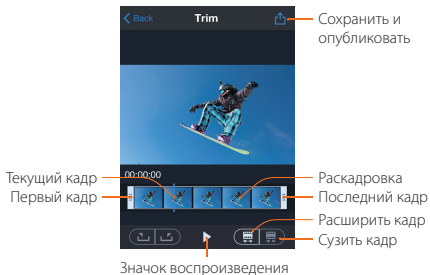 Back
Trim
Сохранить и
опубликовать
00:00:00
Текущий кадр
Раскадровка
Первый кадр
Последний кадр
Расширить кадр
Сузить кадр
Значок воспроизведения